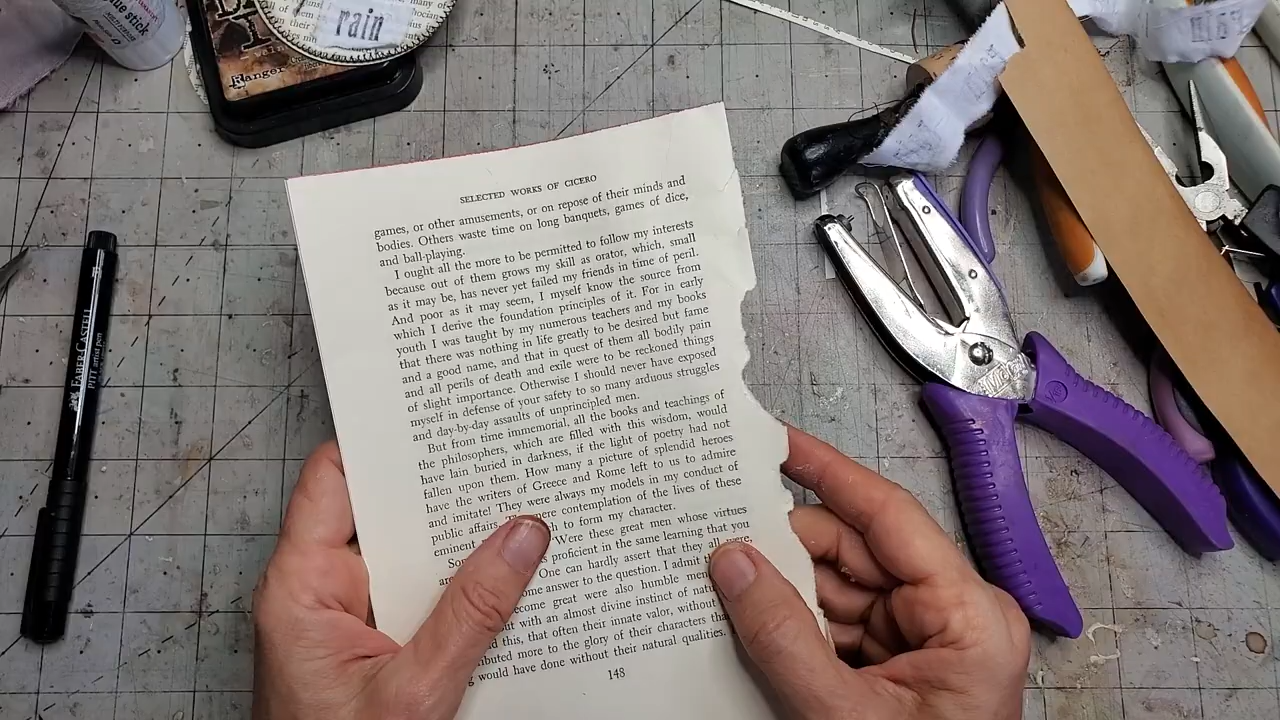 glue stick
rain
Ranger
FABER-CASTELL
PITT artist pen
SELECTED WORKS OF CICERO
games, or other amusements, or on repose of their minds and
bodies. Others waste time on long banquets, games of dice,
and ball-playing.
I ought all the more to be permitted to follow my interests
because out of them grows my skill as orator, which, small
as it may be, has never yet failed my friends in time of peril.
And poor as it may seem, I myself know the source from
which I derive the foundation principles of it. For in early
youth I was taught by my numerous teachers and my books
that there was nothing in life greatly to be desired but fame
and a good name, and that in quest of them all bodily pain
and all perils of death and exile were to be reckoned things
of slight importance. Otherwise I should never have exposed
myself in defense of your safety to so many arduous struggles
and day-by-day assaults of unprincipled men.
But from time immemorial, all the books and teachings of
the philosophers, which are filled with this wisdom, would
have lain buried in darkness, if the light of poetry had not
fallen upon them. How many a picture of splendid heroes
have the writers of Greece and Rome left to us to admire
and imitate! They were always my models in my conduct of
public affairs mere contemplation of the lives of these
eminent to form my character.
Were these great men whose virtues
proficient in the same learning that you
One can hardly assert that they all were,
answer to the question. I admit
become great were also humble men
with an almost divine instinct of
this, that often their innate valor, without
more to the glory of their characters
would have done without their natural qualities.
148